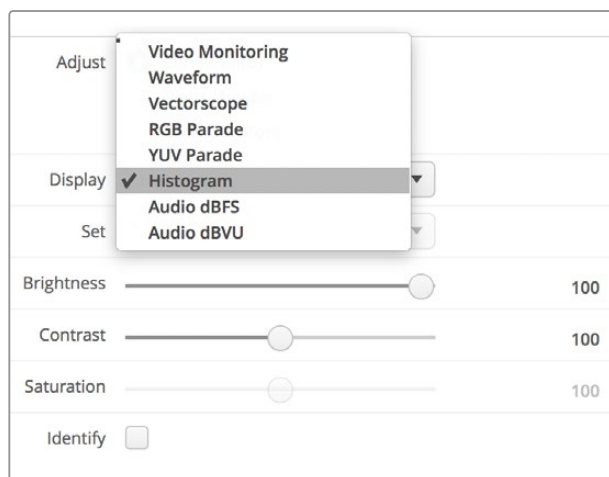 Adjust
Video Monitoring
Waveform
Vectorscope
RGB Parade
YUV Parade
Display ✓ Histogram
Audio dBFS
Set Audio dBVU
Brightness 100
Contrast 100
Saturation 100
Identify